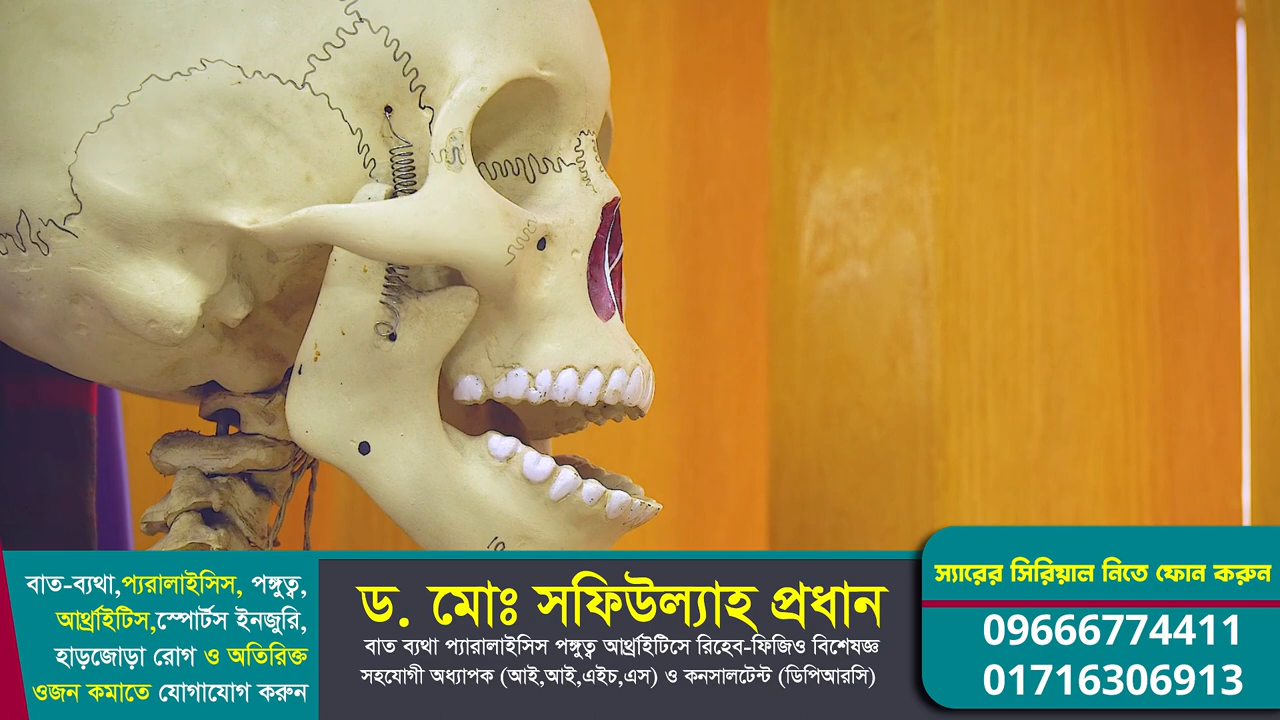 বাত-ব্যথা,প্যরালাইসিস, পঙ্গুত্ব,
আর্থ্রাইটিস,স্পোর্টস ইনজুরি,
হাড়জোড়া রোগ ও অতিরিক্ত
ওজন কমাতে যোগাযোগ করুন
ড. মোঃ সফিউল্যাহ প্রধান
বাত ব্যথা প্যারালাইসিস পঙ্গুত্ব আর্থ্রাইটিসে রিহেব-ফিজিও বিশেষজ্ঞ
সহযোগী অধ্যাপক (আই,আই,এইচ,এস) ও কনসালটেন্ট (ডিপিআরসি)
স্যারের সিরিয়াল নিতে ফোন করুন
09666774411
01716306913